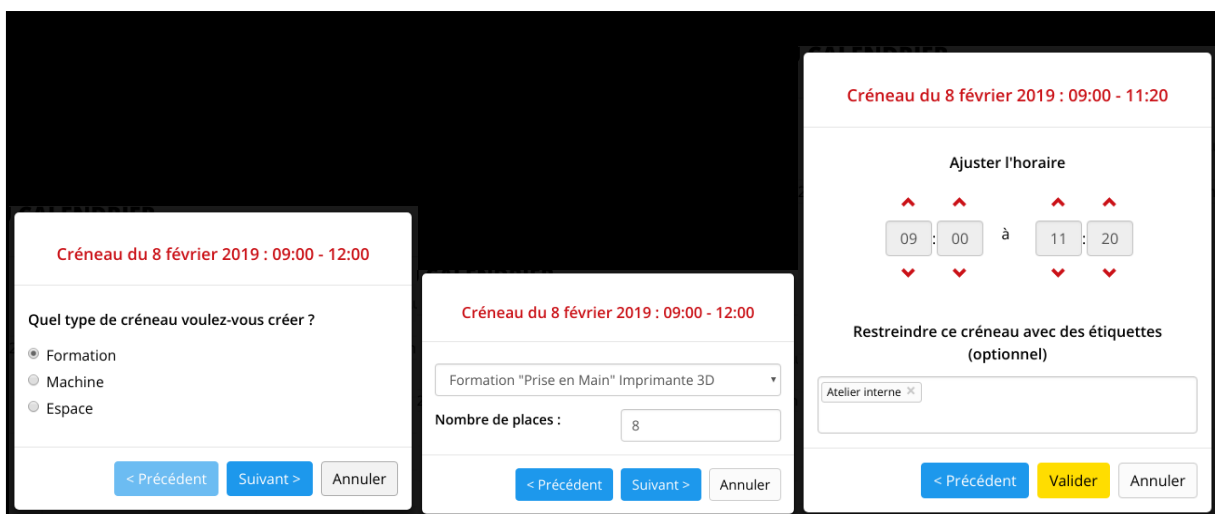 Créneau du 8 février 2019 : 09:00 - 12:00
Quel type de créneau voulez-vous créer ?
Formation
Machine
Espace
< Précédent Suivant > Annuler
Créneau du 8 février 2019 : 09:00 - 12:00
Formation "Prise en Main" Imprimante 3D
Nombre de places : 8
< Précédent Suivant > Annuler
Créneau du 8 février 2019 : 09:00 - 11:20
Ajuster l'horaire
09 : 00 à 11 : 20
Restreindre ce créneau avec des étiquettes
(optionnel)
Atelier interne ×
< Précédent Valider Annuler